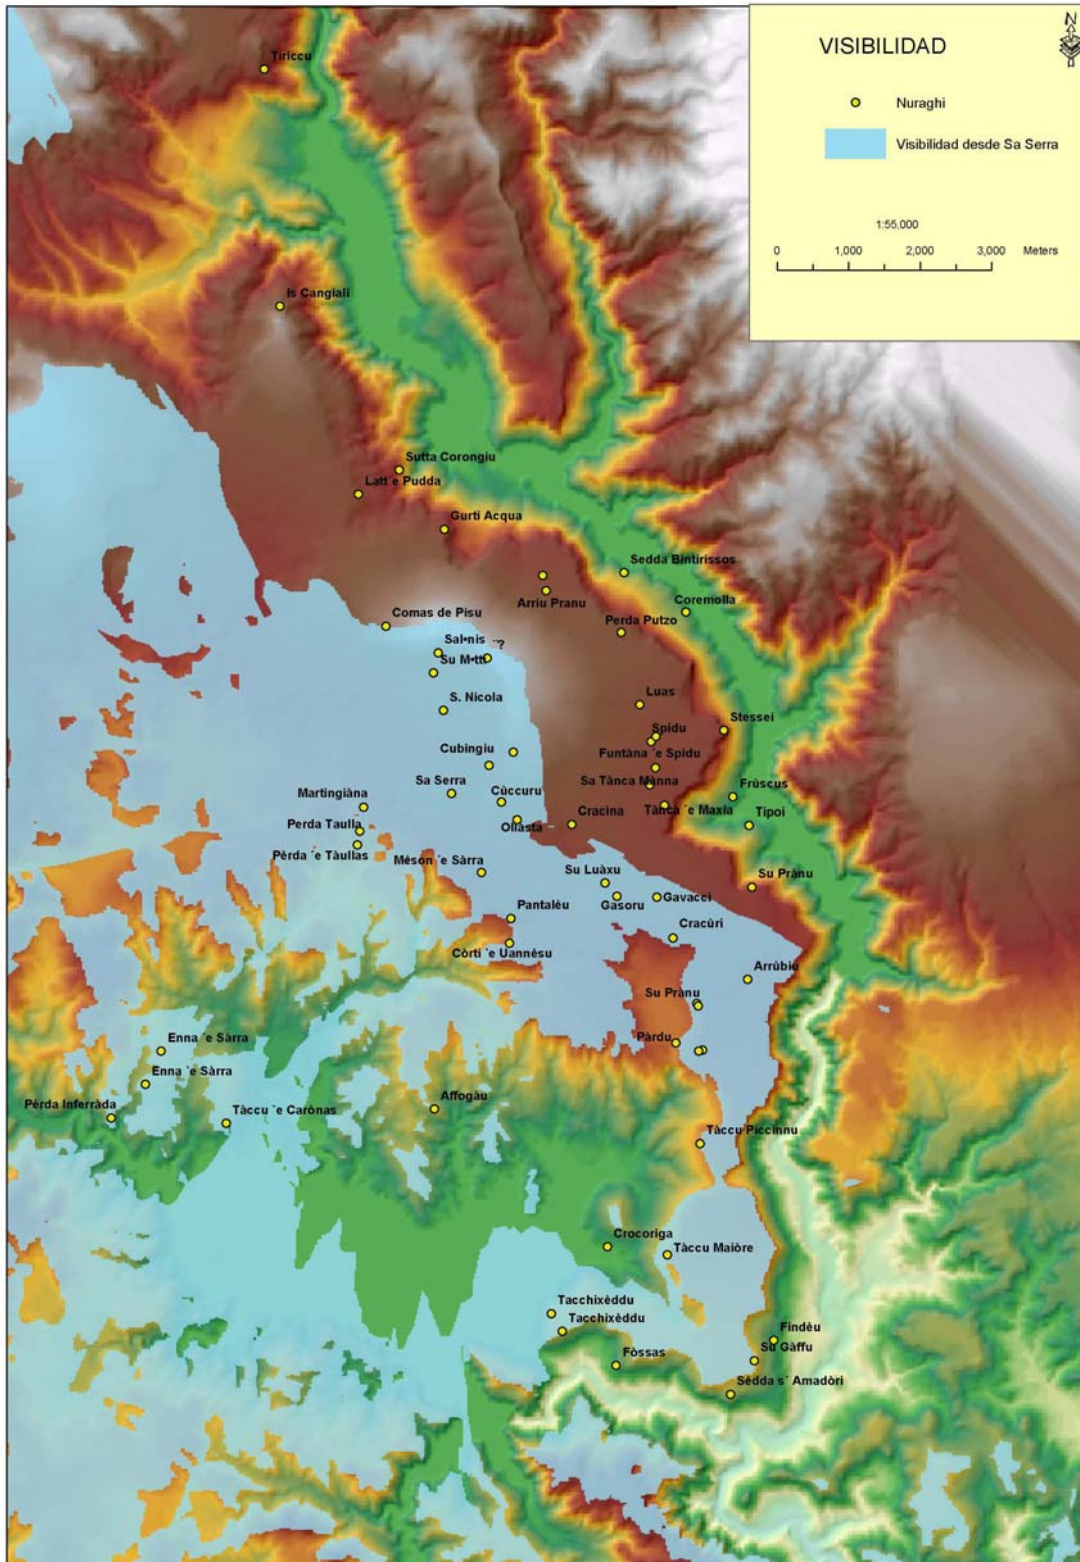 VISIBILIDAD
N
Nuraghi
Visibilidad desde Sa Serra
1:55,000
0 1,000 2,000 3,000 Meters
Tiriccu
Is Cangiali
Sutta Corongiu
Latt´e Pudda
Gurti Acqua
Sedda Bintirissos
Arriu Pranu
Coremolla
Perda Putzo
Comas de Pisu
Sal•nis
?
Su M•tti
Luas
S. Nicola
Stessei
Spidu
Cubingiu
Funtàna ´e Spidu
Sa Serra
Sa Tànca Mànna
Frùscus
Cùccuru
Martingiàna
Tànca ´e Maxia
Tipoi
Perda Taulla
Ollasta
Cracina
Pèrda ´e Tàullas
Mèson ´e Sàrra
Su Luàxu
Su Prànu
Gasoru
Gavacci
Pantalèu
Cracùri
Còrti ´e Uannèsu
Arrùbiu
Su Prànu
Enna ´e Sàrra
Pàrdu
Enna ´e Sàrra
Pèrda Inferràda
Tàccu ´e Carònas
Affogàu
Tàccu Piccinnu
Crocoriga
Tàccu Maiòre
Tacchixèddu
Tacchixèddu
Findèu
Su Gàffu
Fòssas
Sèdda s´ Amadòri